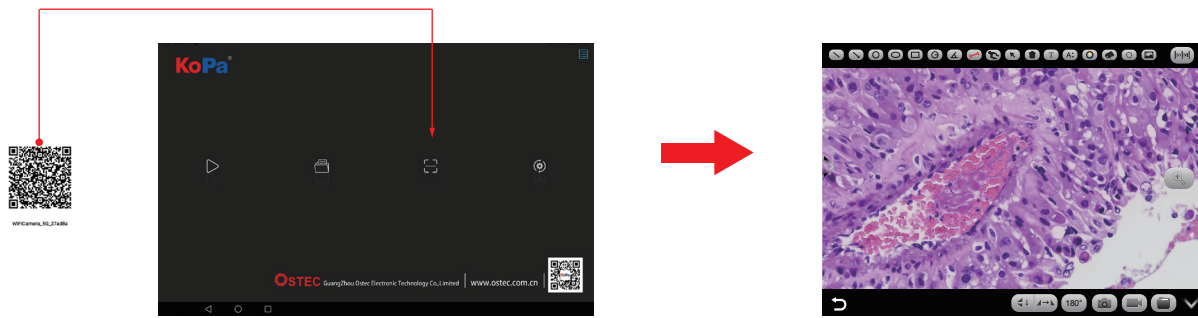 KoPa®
WiFiCamera_5G_27ad8a
OSTEC GuangZhou Ostec Electronic Technology Co.,Limited | www.ostec.com.cn |
T
A
180°